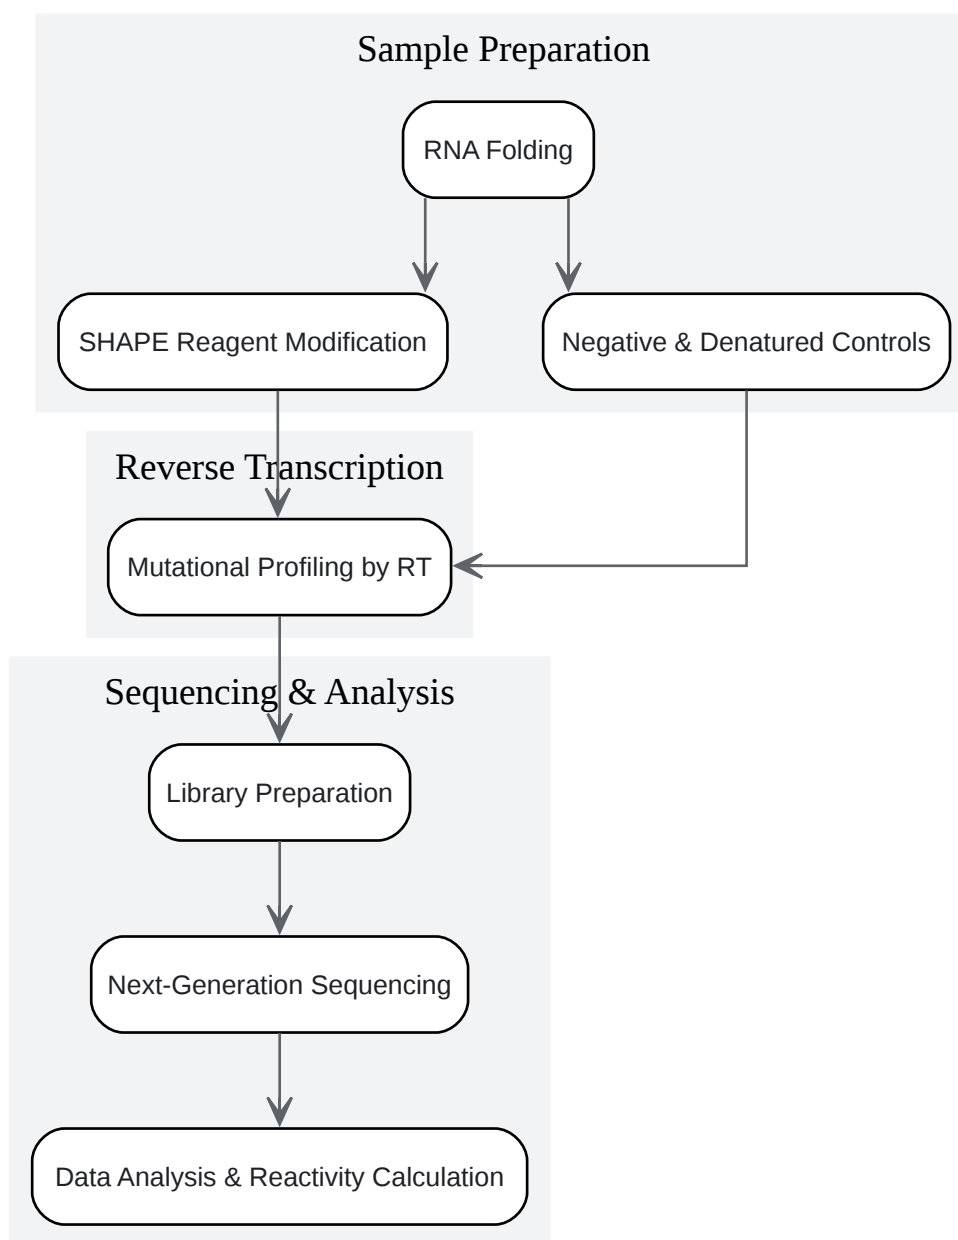 Sample Preparation
RNA Folding
SHAPE Reagent Modification
Negative & Denatured Controls
Reverse Transcription
Mutational Profiling by RT
Sequencing & Analysis
Library Preparation
Next-Generation Sequencing
Data Analysis & Reactivity Calculation